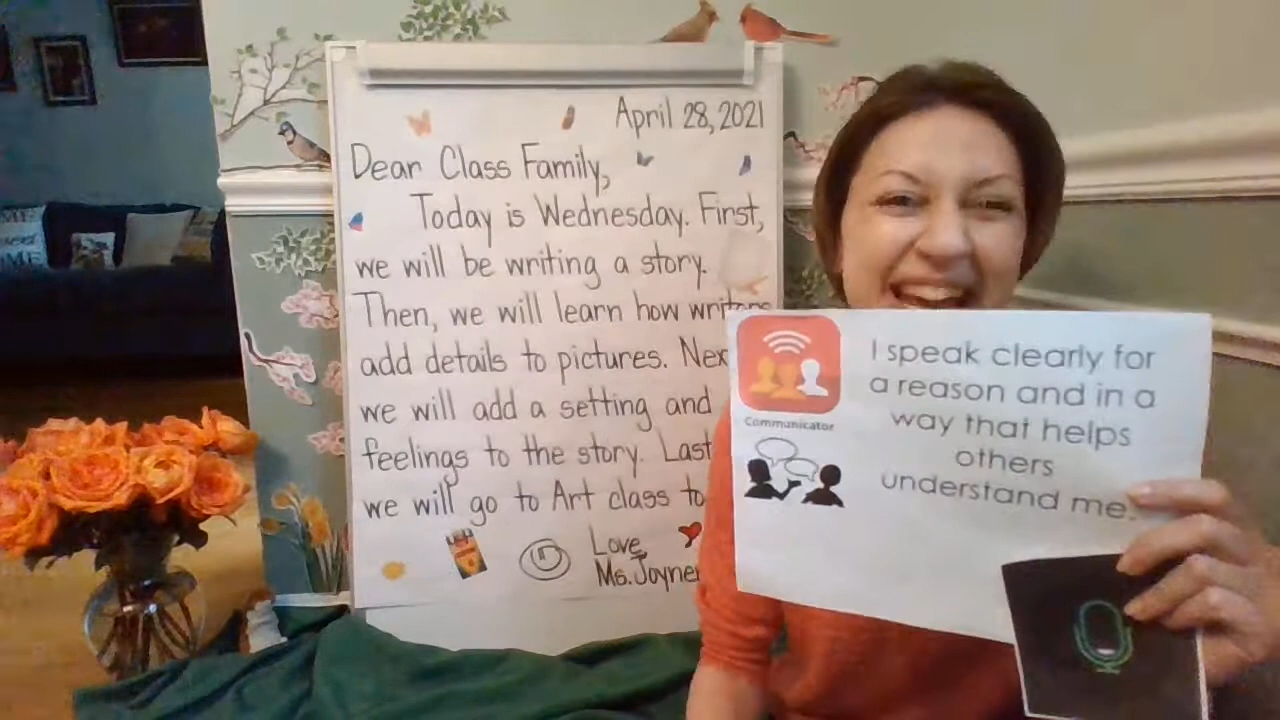 April 28, 2021
Dear Class Family,
Today is Wednesday. First,
we will be writing a story.
Then, we will learn how writers
add details to pictures.
we will add a setting and
feelings to the story.
we will go to Art class to
Love,
Ms. Joyner
Communicator
I speak clearly for
a reason and in a
way that helps
others
understand me.